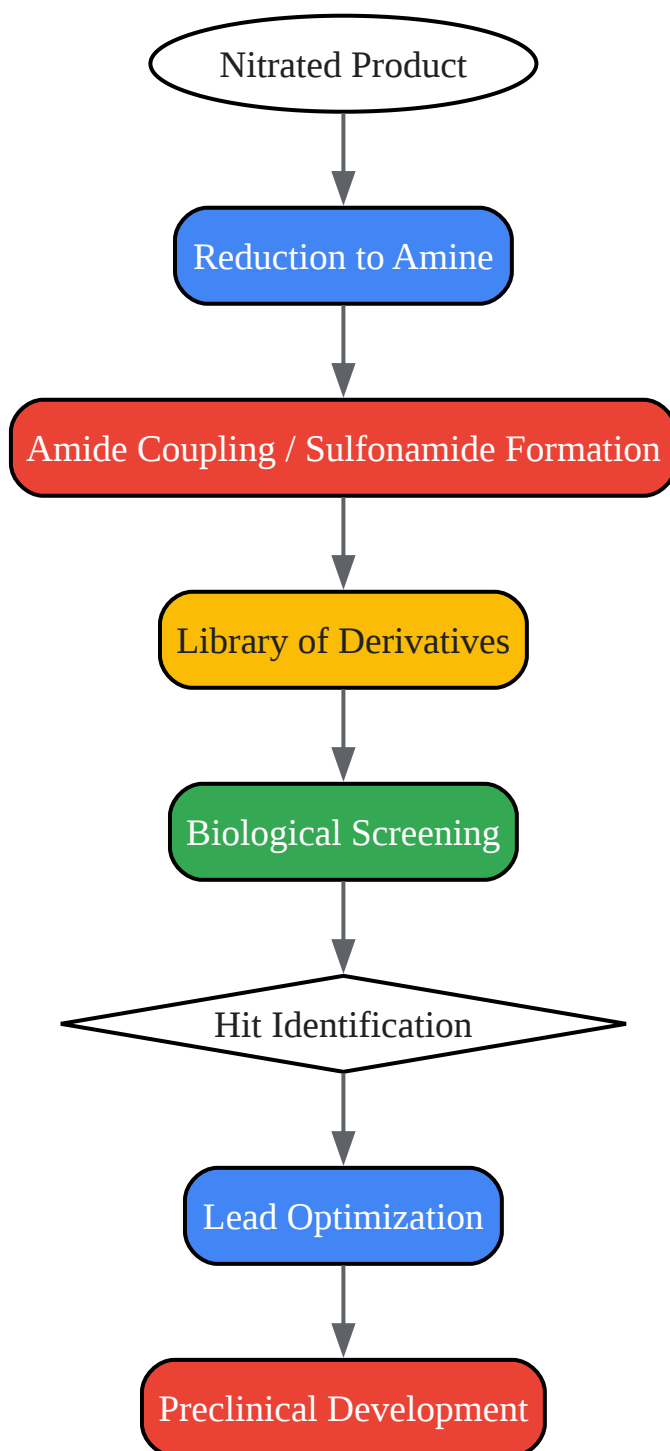 Nitrated Product
Reduction to Amine
Amide Coupling / Sulfonamide Formation
Library of Derivatives
Biological Screening
Hit Identification
Lead Optimization
Preclinical Development